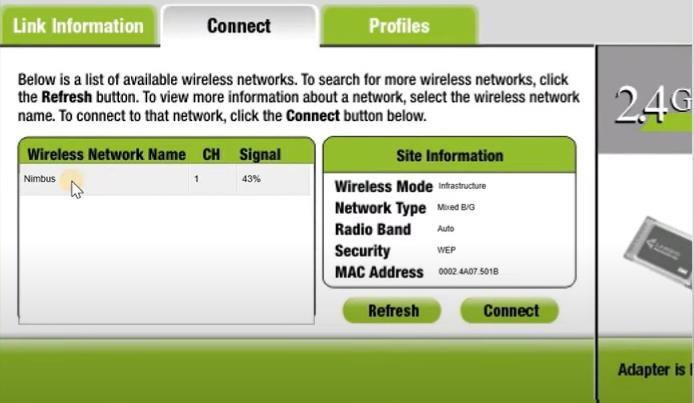 Link Information
Connect
Profiles
Below is a list of available wireless networks. To search for more wireless networks, click
the Refresh button. To view more information about a network, select the wireless network
name. To connect to that network, click the Connect button below.
2.4G
Wireless Network Name CH Signal
Nimbus 1 43%
Site Information
Wireless Mode Infrastructure
Network Type Mixed B/G
Radio Band Auto
Security WEP
MAC Address 0002.4A07.501B
Refresh
Connect
Adapter is